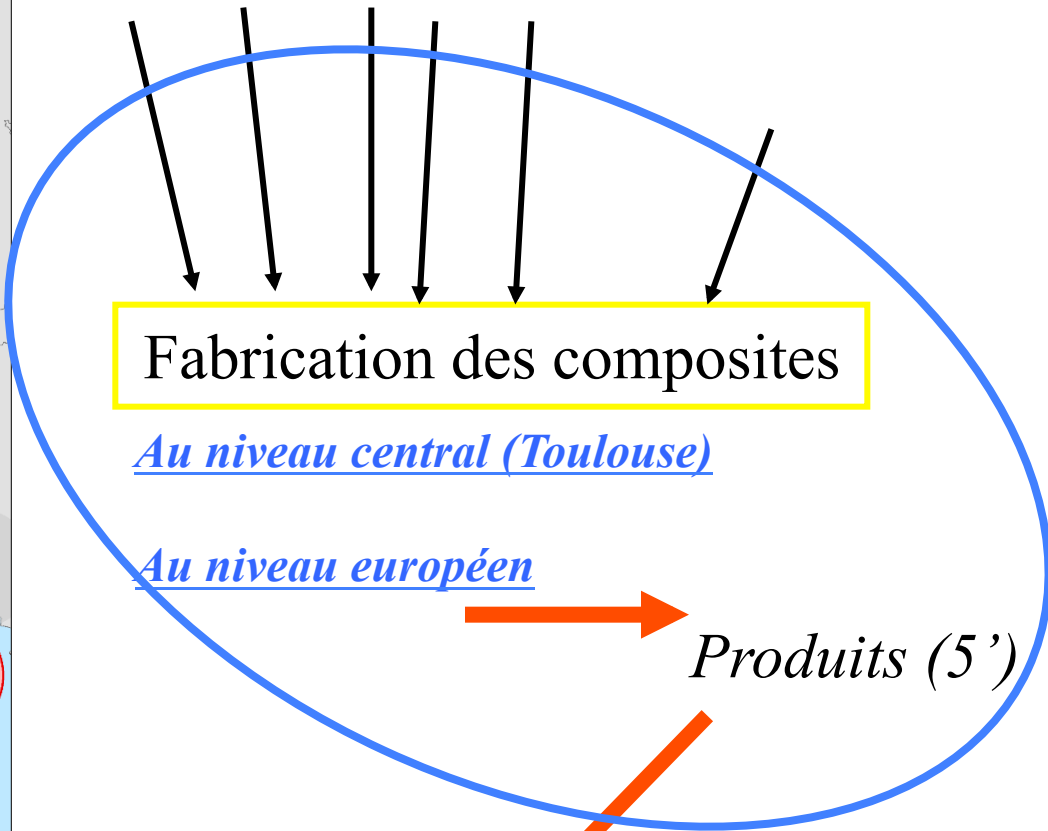 Fabrication des composites
Au niveau central (Toulouse)
Au niveau européen
Produits (5’)